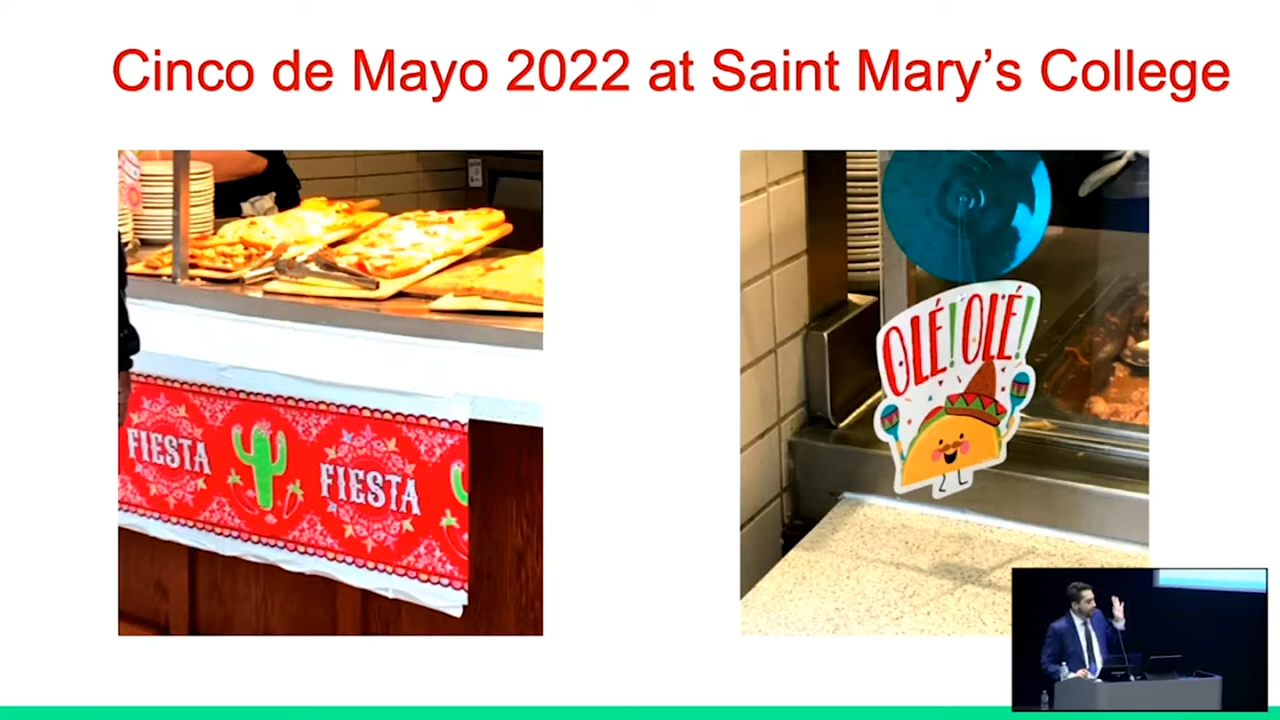 Cinco de Mayo 2022 at Saint Mary’s College
FIESTA
FIESTA
OLÉ! OLÉ!